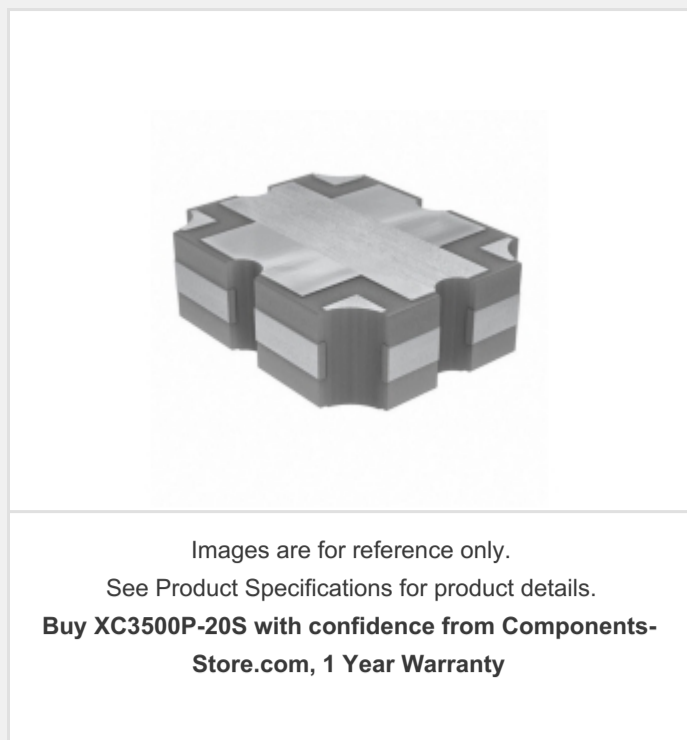 Images are for reference only.
See Product Specifications for product details.
Buy XC3500P-20S with confidence from Components-
Store.com, 1 Year Warranty